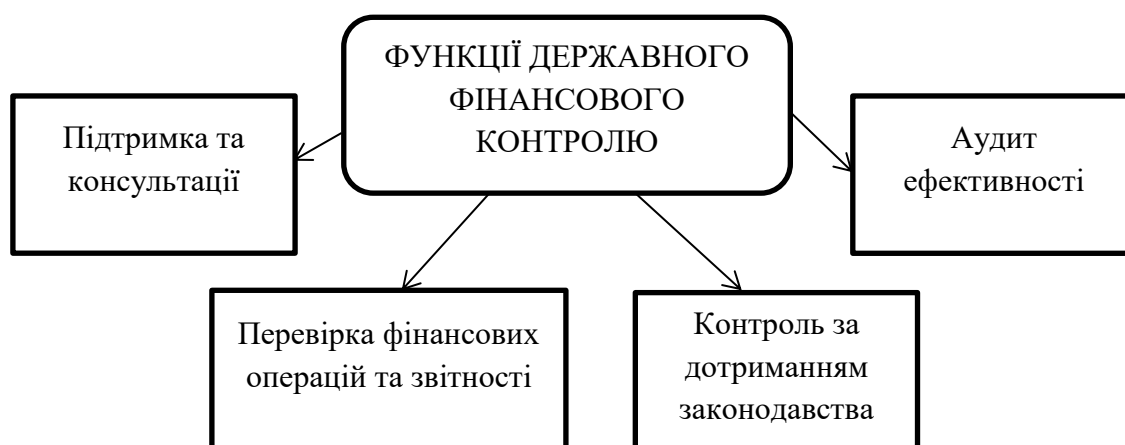 ФУНКЦІЇ ДЕРЖАВНОГО
ФІНАНСОВОГО
КОНТРОЛЮ
Підтримка та
консультації
Аудит
ефективності
Перевірка фінансових
операцій та звітності
Контроль за
дотриманням
законодавства